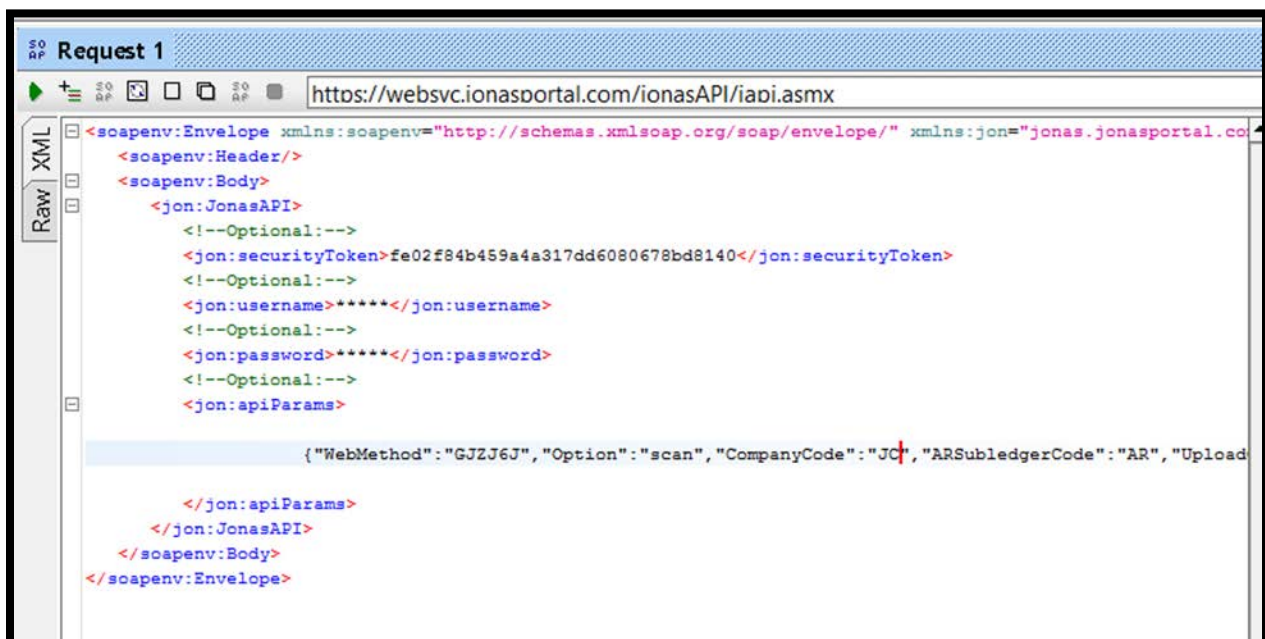 SO AP Request 1
https://websvc.jonasportal.com/jonasAPI/japi.asmx
XML
Raw
<soapenv:Envelope xmlns:soapenv="http://schemas.xmlsoap.org/soap/envelope/" xmlns:jon="jonas.jonasportal.co
<soapenv:Header/>
<soapenv:Body>
<jon:JonasAPI>
<!--Optional:-->
<jon:securityToken>fe02f84b459a4a317dd6080678bd8140</jon:securityToken>
<!--Optional:-->
<jon:username>*****</jon:username>
<!--Optional:-->
<jon:password>*****</jon:password>
<!--Optional:-->
<jon:apiParams>
{"WebMethod":"GJZJ6J","Option":"scan","CompanyCode":"JC","ARSubledgerCode":"AR","Upload
</jon:apiParams>
</jon:JonasAPI>
</soapenv:Body>
</soapenv:Envelope>